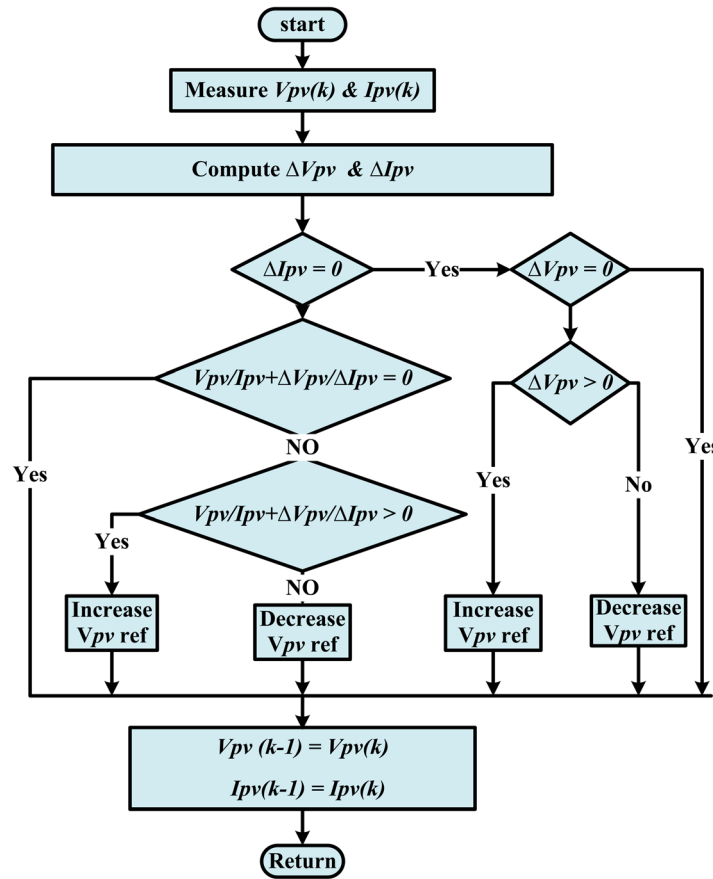 start
Measure Vpv(k) & Ipv(k)
Compute ΔVpv & ΔIpv
ΔIpv = 0
Yes
ΔVpv = 0
Vpv/Ipv+ΔVpv/ΔIpv = 0
ΔVpv > 0
Yes
NO
Yes
Yes
No
Vpv/Ipv+ΔVpv/ΔIpv > 0
Yes
NO
Increase
Vpv ref
Decrease
Vpv ref
Increase
Vpv ref
Decrease
Vpv ref
Vpv (k-1) = Vpv(k)
Ipv(k-1) = Ipv(k)
Return